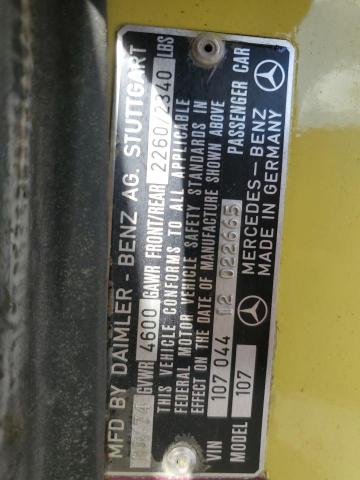 MFD BY DAIMLER - BENZ AG. STUTTGART
GVWR 4600 GAWR FRONT/REAR 2260/2340 LBS
THIS VEHICLE CONFORMS TO ALL APPLICABLE
FEDERAL MOTOR VEHICLE SAFETY STANDARDS IN
EFFECT ON THE DATE OF MANUFACTURE SHOWN ABOVE
VIN 107 044 12 022665 PASSENGER CAR
MODEL 107 MERCEDES-BENZ
MADE IN GERMANY